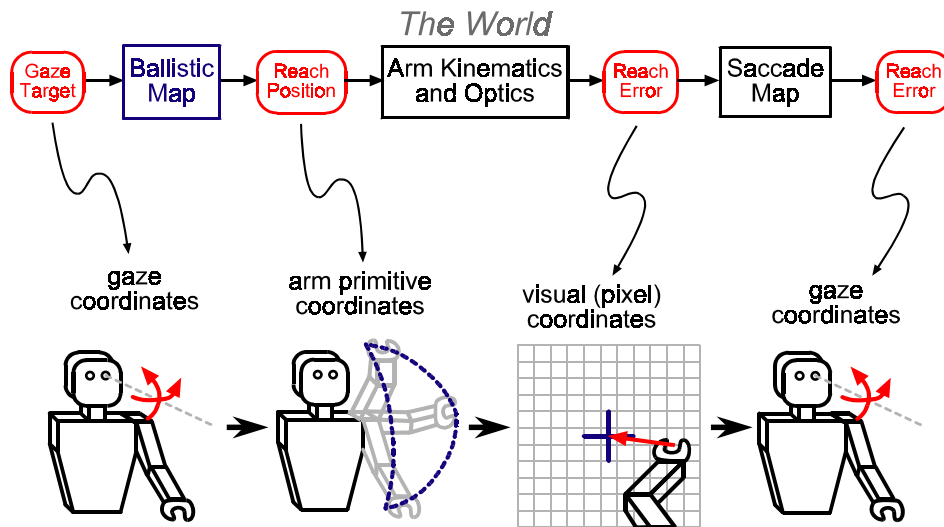 The World
Gaze
Target
Ballistic
Map
Reach
Position
Arm Kinematics
and Optics
Reach
Error
Saccade
Map
Reach
Error
gaze
coordinates
arm primitive
coordinates
visual (pixel)
coordinates
gaze
coordinates